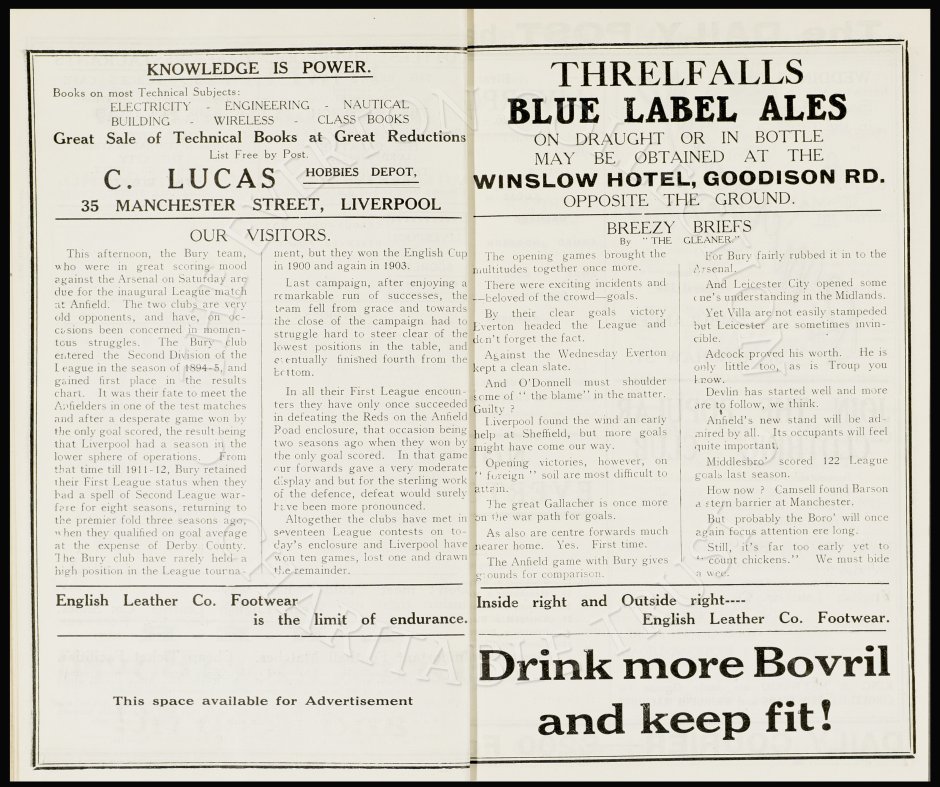 KNOWLEDGE IS POWER.
Books on most Technical Subjects:
ELECTRICITY - ENGINEERING - NAUTICAL
BUILDING - WIRELESS - CLASS BOOKS
Great Sale of Technical Books at Great Reductions
List Free by Post.
C. LUCAS HOBBIES DEPOT,
35 MANCHESTER STREET, LIVERPOOL
OUR VISITORS.
This afternoon, the Bury team,
who were in great scoring mood
against the Arsenal on Saturday are
due for the inaugural League match
at Anfield. The two clubs are very
old opponents, and have, on oc-
casions been concerned in momen-
tous struggles. The Bury club
entered the Second Division of the
League in the season of 1894-5, and
gained first place in the results
chart. It was their fate to meet the
Anfielders in one of the test matches
and after a desperate game won by
the only goal scored, the result being
that Liverpool had a season in the
lower sphere of operations. From
that time till 1911-12, Bury retained
their First League status when they
had a spell of Second League war-
fare for eight seasons, returning to
the premier fold three seasons ago,
when they qualified on goal average
at the expense of Derby County.
The Bury club have rarely held a
high position in the League tourna-
ment, but they won the English Cup
in 1900 and again in 1903.
Last campaign, after enjoying a
remarkable run of successes, the
team fell from grace and towards
the close of the campaign had to
struggle hard to steer clear of the
lowest positions in the table, and
eventually finished fourth from the
bottom.
In all their First League encoun-
ters they have only once succeeded
in defeating the Reds on the Anfield
Road enclosure, that occasion being
two seasons ago when they won by
the only goal scored. In that game
our forwards gave a very moderate
display and but for the sterling work
of the defence, defeat would surely
have been more pronounced.
Altogether the clubs have met in
seventeen League contests on to-
day's enclosure and Liverpool have
won ten games, lost one and drawn
the remainder.
English Leather Co. Footwear
is the limit of endurance.
This space available for Advertisement
THRELFALLS
BLUE LABEL ALES
ON DRAUGHT OR IN BOTTLE
MAY BE OBTAINED AT THE
WINSLOW HOTEL, GOODISON RD.
OPPOSITE THE GROUND.
BREEZY BRIEFS
By "THE GLEANER."
The opening games brought the
multitudes together once more.
There were exciting incidents and
—beloved of the crowd—goals.
By their clear goals victory
Everton headed the League and
don't forget the fact.
Against the Wednesday Everton
kept a clean slate.
And O'Donnell must shoulder
some of "the blame" in the matter.
Guilty ?
Liverpool found the wind an early
help at Sheffield, but more goals
might have come our way.
Opening victories, however, on
"foreign" soil are most difficult to
attain.
The great Gallacher is once more
on the war path for goals.
As also are centre forwards much
nearer home. Yes. First time.
The Anfield game with Bury gives
grounds for comparison.
For Bury fairly rubbed it in to the
Arsenal.
And Leicester City opened some
one's understanding in the Midlands.
Yet Villa are not easily stampeded
but Leicester are sometimes invin-
cible.
Adcock proved his worth. He is
only little too, as is Troup you
know.
Devlin has started well and more
are to follow, we think.
Anfield's new stand will be ad-
mired by all. Its occupants will feel
quite important.
Middlesbro' scored 122 League
goals last season.
How now ? Camsell found Barson
a stern barrier at Manchester.
But probably the Boro' will once
again focus attention ere long.
Still, it's far too early yet to
"count chickens." We must bide
a wee.
Inside right and Outside right----
English Leather Co. Footwear.
Drink more Bovril
and keep fit!